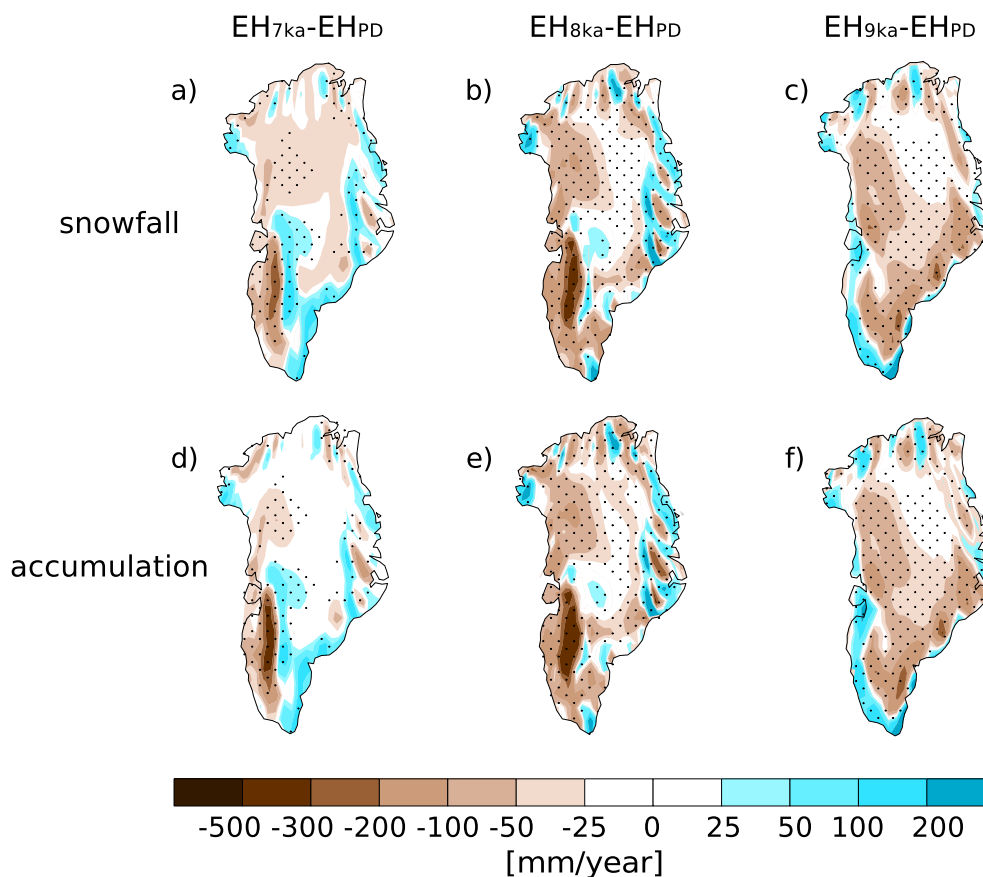 EH7ka-EHPD EH8ka-EHPD EH9ka-EHPD
a) b) c)
snowfall
d) e) f)
accumulation
-500 -300 -200 -100 -50 -25 0 25 50 100 200
[mm/year]